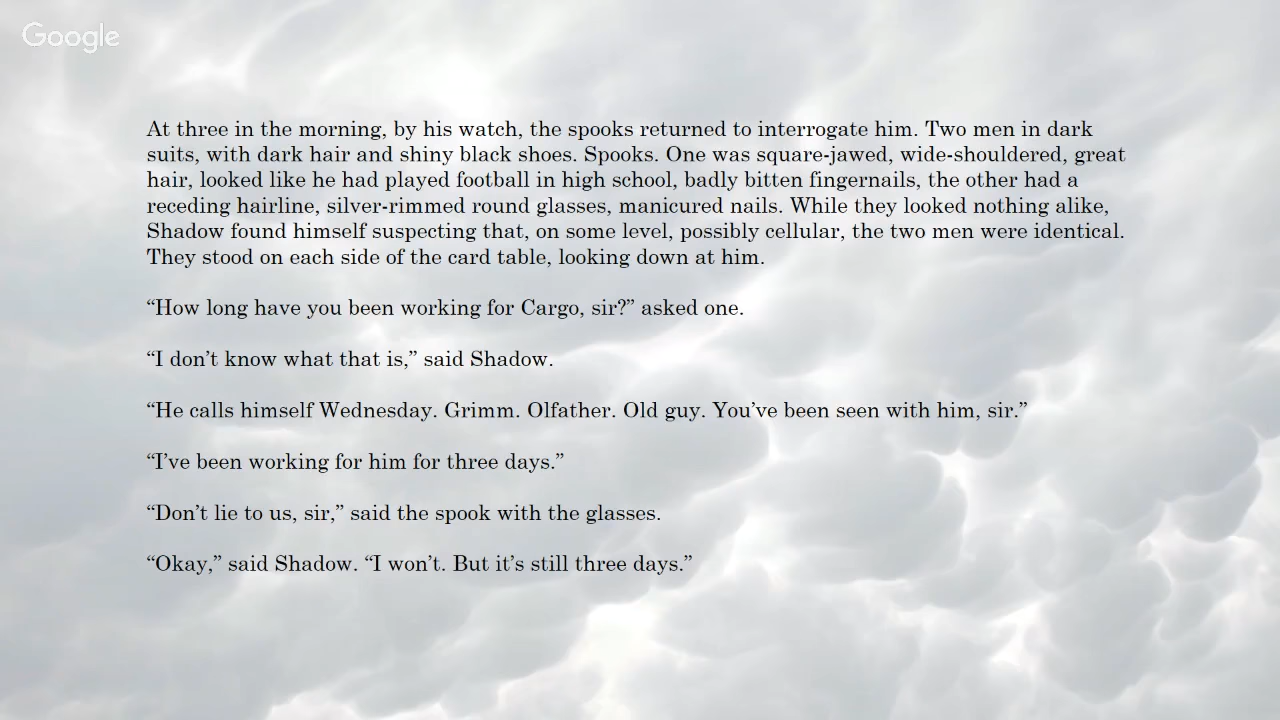 Google
At three in the morning, by his watch, the spooks returned to interrogate him. Two men in dark
suits, with dark hair and shiny black shoes. Spooks. One was square-jawed, wide-shouldered, great
hair, looked like he had played football in high school, badly bitten fingernails, the other had a
receding hairline, silver-rimmed round glasses, manicured nails. While they looked nothing alike,
Shadow found himself suspecting that, on some level, possibly cellular, the two men were identical.
They stood on each side of the card table, looking down at him.
“How long have you been working for Cargo, sir?” asked one.
“I don’t know what that is,” said Shadow.
“He calls himself Wednesday. Grimm. Olfather. Old guy. You’ve been seen with him, sir.”
“I’ve been working for him for three days.”
“Don’t lie to us, sir,” said the spook with the glasses.
“Okay,” said Shadow. “I won’t. But it’s still three days.”